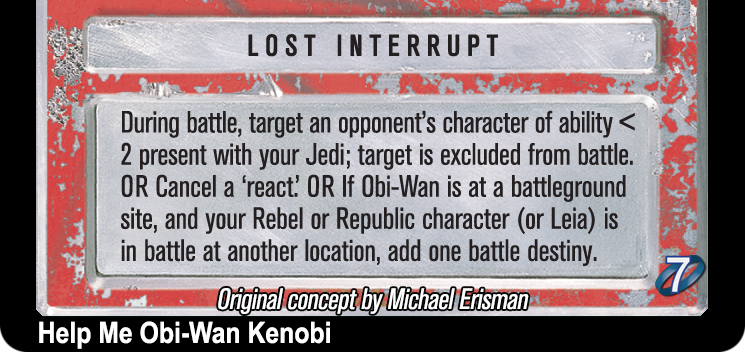 LOST INTERRUPT
During battle, target an opponent's character of ability <
2 present with your Jedi; target is excluded from battle.
OR Cancel a ‘react.’ OR If Obi-Wan is at a battleground
site, and your Rebel or Republic character (or Leia) is
in battle at another location, add one battle destiny.
7
Original concept by Michael Erisman
Help Me Obi-Wan Kenobi